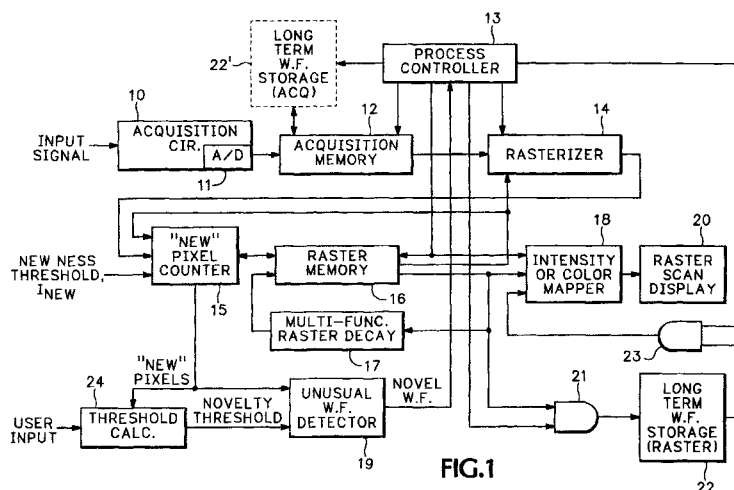 13
LONG
TERM
W.F.
STORAGE
(ACQ)
22'
PROCESS
CONTROLLER
10
12
14
INPUT
SIGNAL
ACQUISITION
CIR.
A/D
11
ACQUISITION
MEMORY
RASTERIZER
18
20
"NEW"
PIXEL
COUNTER
15
NEW NESS
THRESHOLD,
INEW
RASTER
MEMORY
16
INTENSITY
OR COLOR
MAPPER
RASTER
SCAN
DISPLAY
MULTI-FUNC.
RASTER DECAY
17
23
"NEW"
PIXELS
24
NOVELTY
THRESHOLD
UNUSUAL
W.F.
DETECTOR
19
NOVEL
W.F.
21
LONG
TERM
W.F.
STORAGE
(RASTER)
22
USER
INPUT
THRESHOLD
CALC.
FIG.1